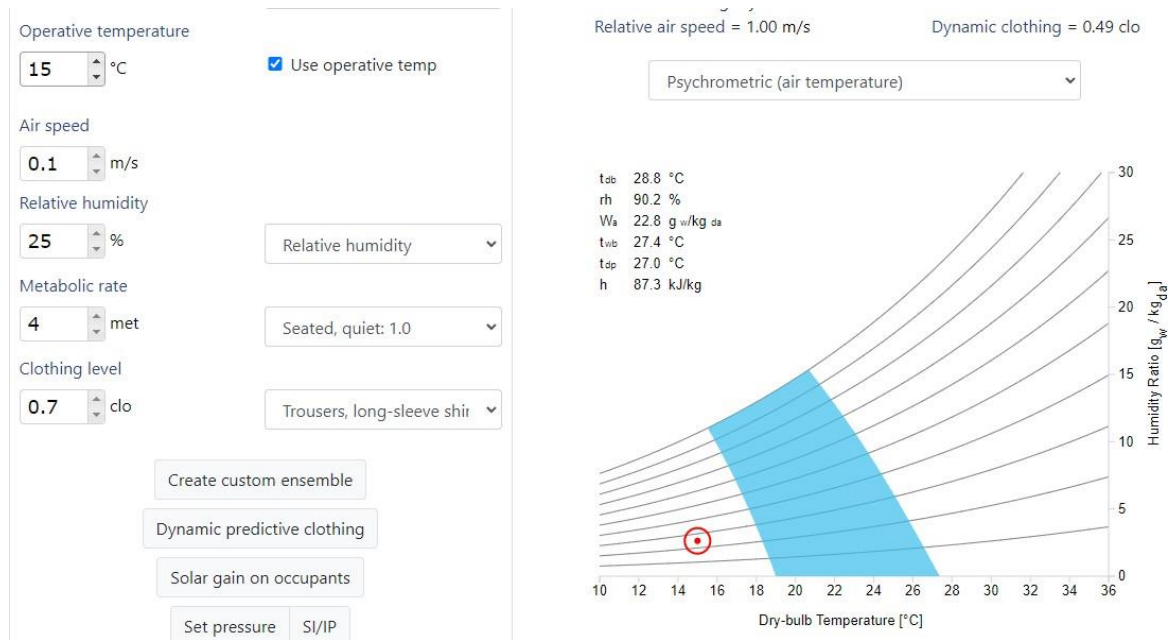 Operative temperature
15 °C
Use operative temp
Air speed
0.1 m/s
Relative humidity
25 %
Relative humidity
Metabolic rate
4 met
Seated, quiet: 1.0
Clothing level
0.7 clo
Trousers, long-sleeve shir
Create custom ensemble
Dynamic predictive clothing
Solar gain on occupants
Set pressure SI/IP
Relative air speed = 1.00 m/s
Dynamic clothing = 0.49 clo
Psychrometric (air temperature)
tdb 28.8 °C
rh 90.2 %
Wa 22.8 g w/kg da
twb 27.4 °C
tdp 27.0 °C
h 87.3 kJ/kg
30
25
20
15
10
5
0
Humidity Ratio [gw / kgda]
10 12 14 16 18 20 22 24 26 28 30 32 34 36
Dry-bulb Temperature [°C]